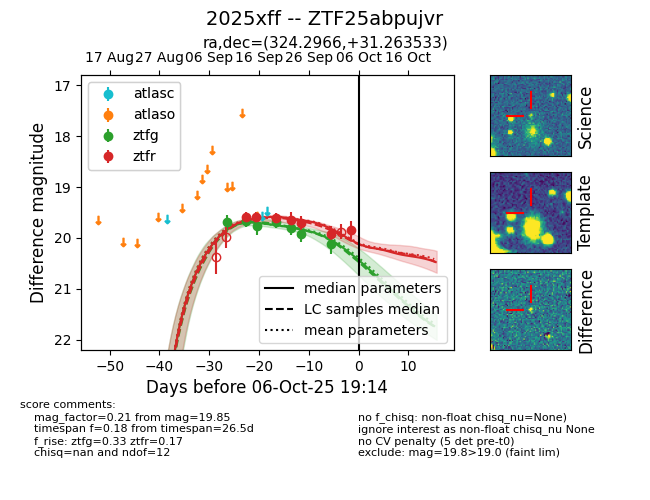 2025xff -- ZTF25abpujvr
ra,dec=(324.2966,+31.263533)
17 Aug 27 Aug 06 Sep 16 Sep 26 Sep 06 Oct 16 Oct
17
18
19
20
21
22
Difference magnitude
atlasc
atlaso
ztfg
ztfr
median parameters
LC samples median
mean parameters
−50 −40 −30 −20 −10 0 10
Days before 06-Oct-25 19:14
Science
Template
Difference
score comments:
mag_factor=0.21 from mag=19.85
timespan f=0.18 from timespan=26.5d
f_rise: ztfg=0.33 ztfr=0.17
chisq=nan and ndof=12
no f_chisq: non-float chisq_nu=None)
ignore interest as non-float chisq_nu None
no CV penalty (5 det pre-t0)
exclude: mag=19.8>19.0 (faint lim)